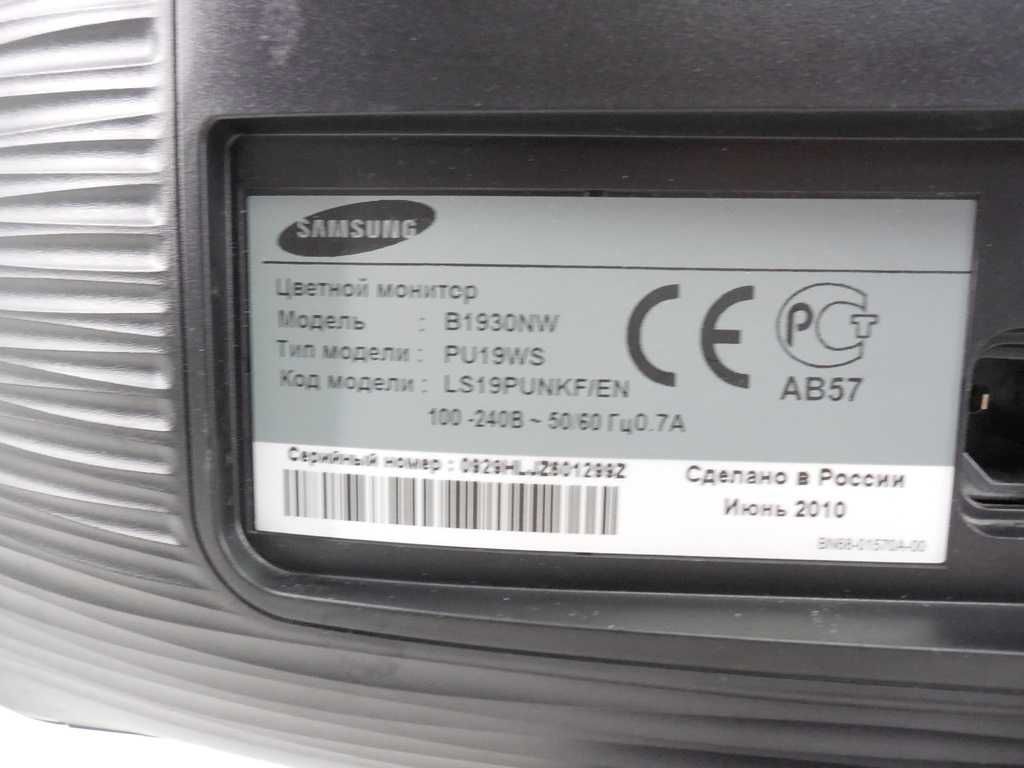 SAMSUNG
Цветной монитор
Модель : B1930NW
Тип модели : PU19WS
Код модели : LS19PUNKF/EN
100 -240В ~ 50/60 Гц0.7А
CE
РСТ
АВ57
Серийный номер : 0929HLJZ601299Z
Сделано в России
Июнь 2010
BN68-01570A-00